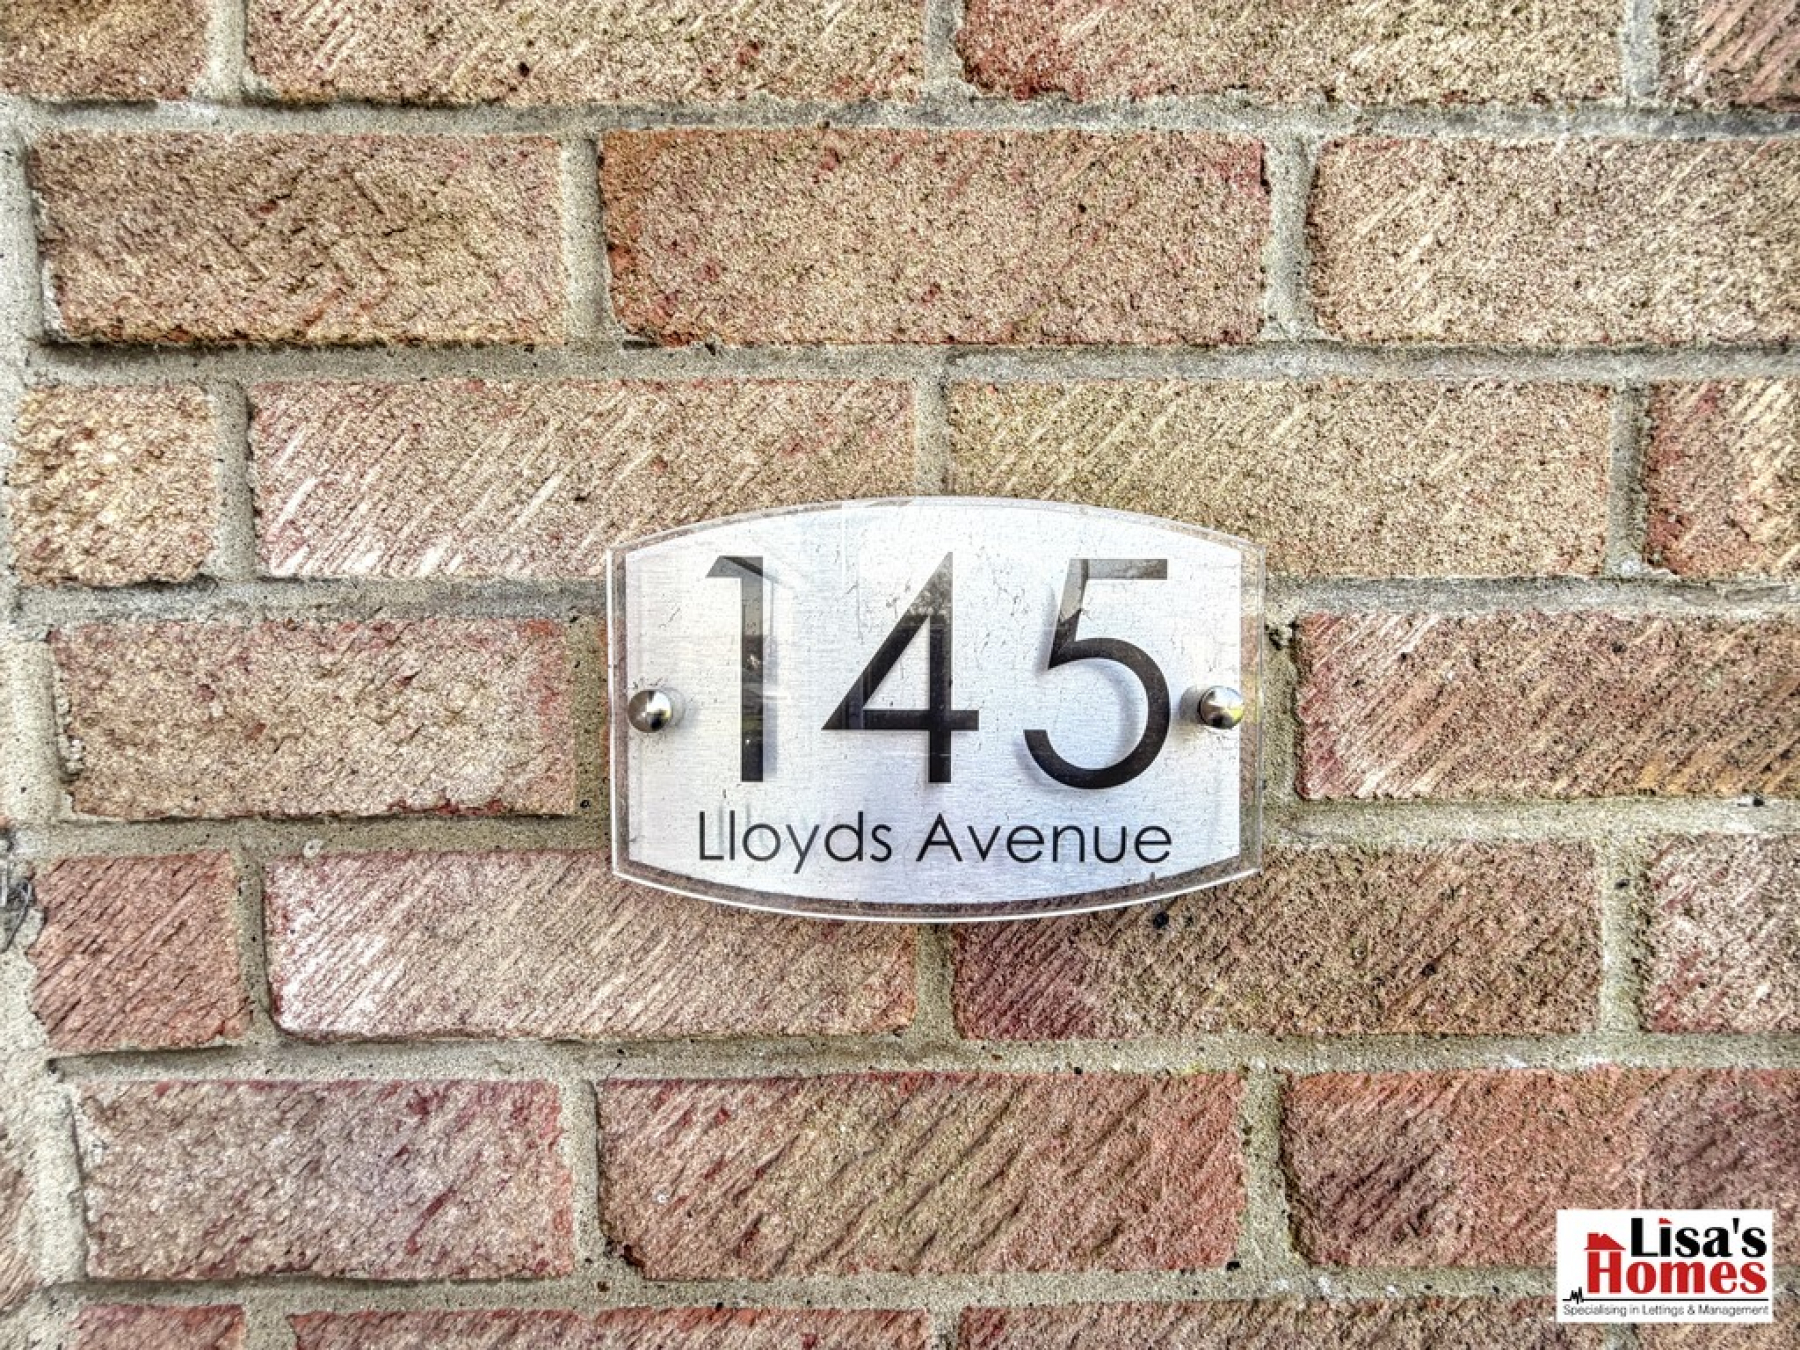 145
Lloyds Avenue
Lisa's
Homes
Specialising in Lettings & Management